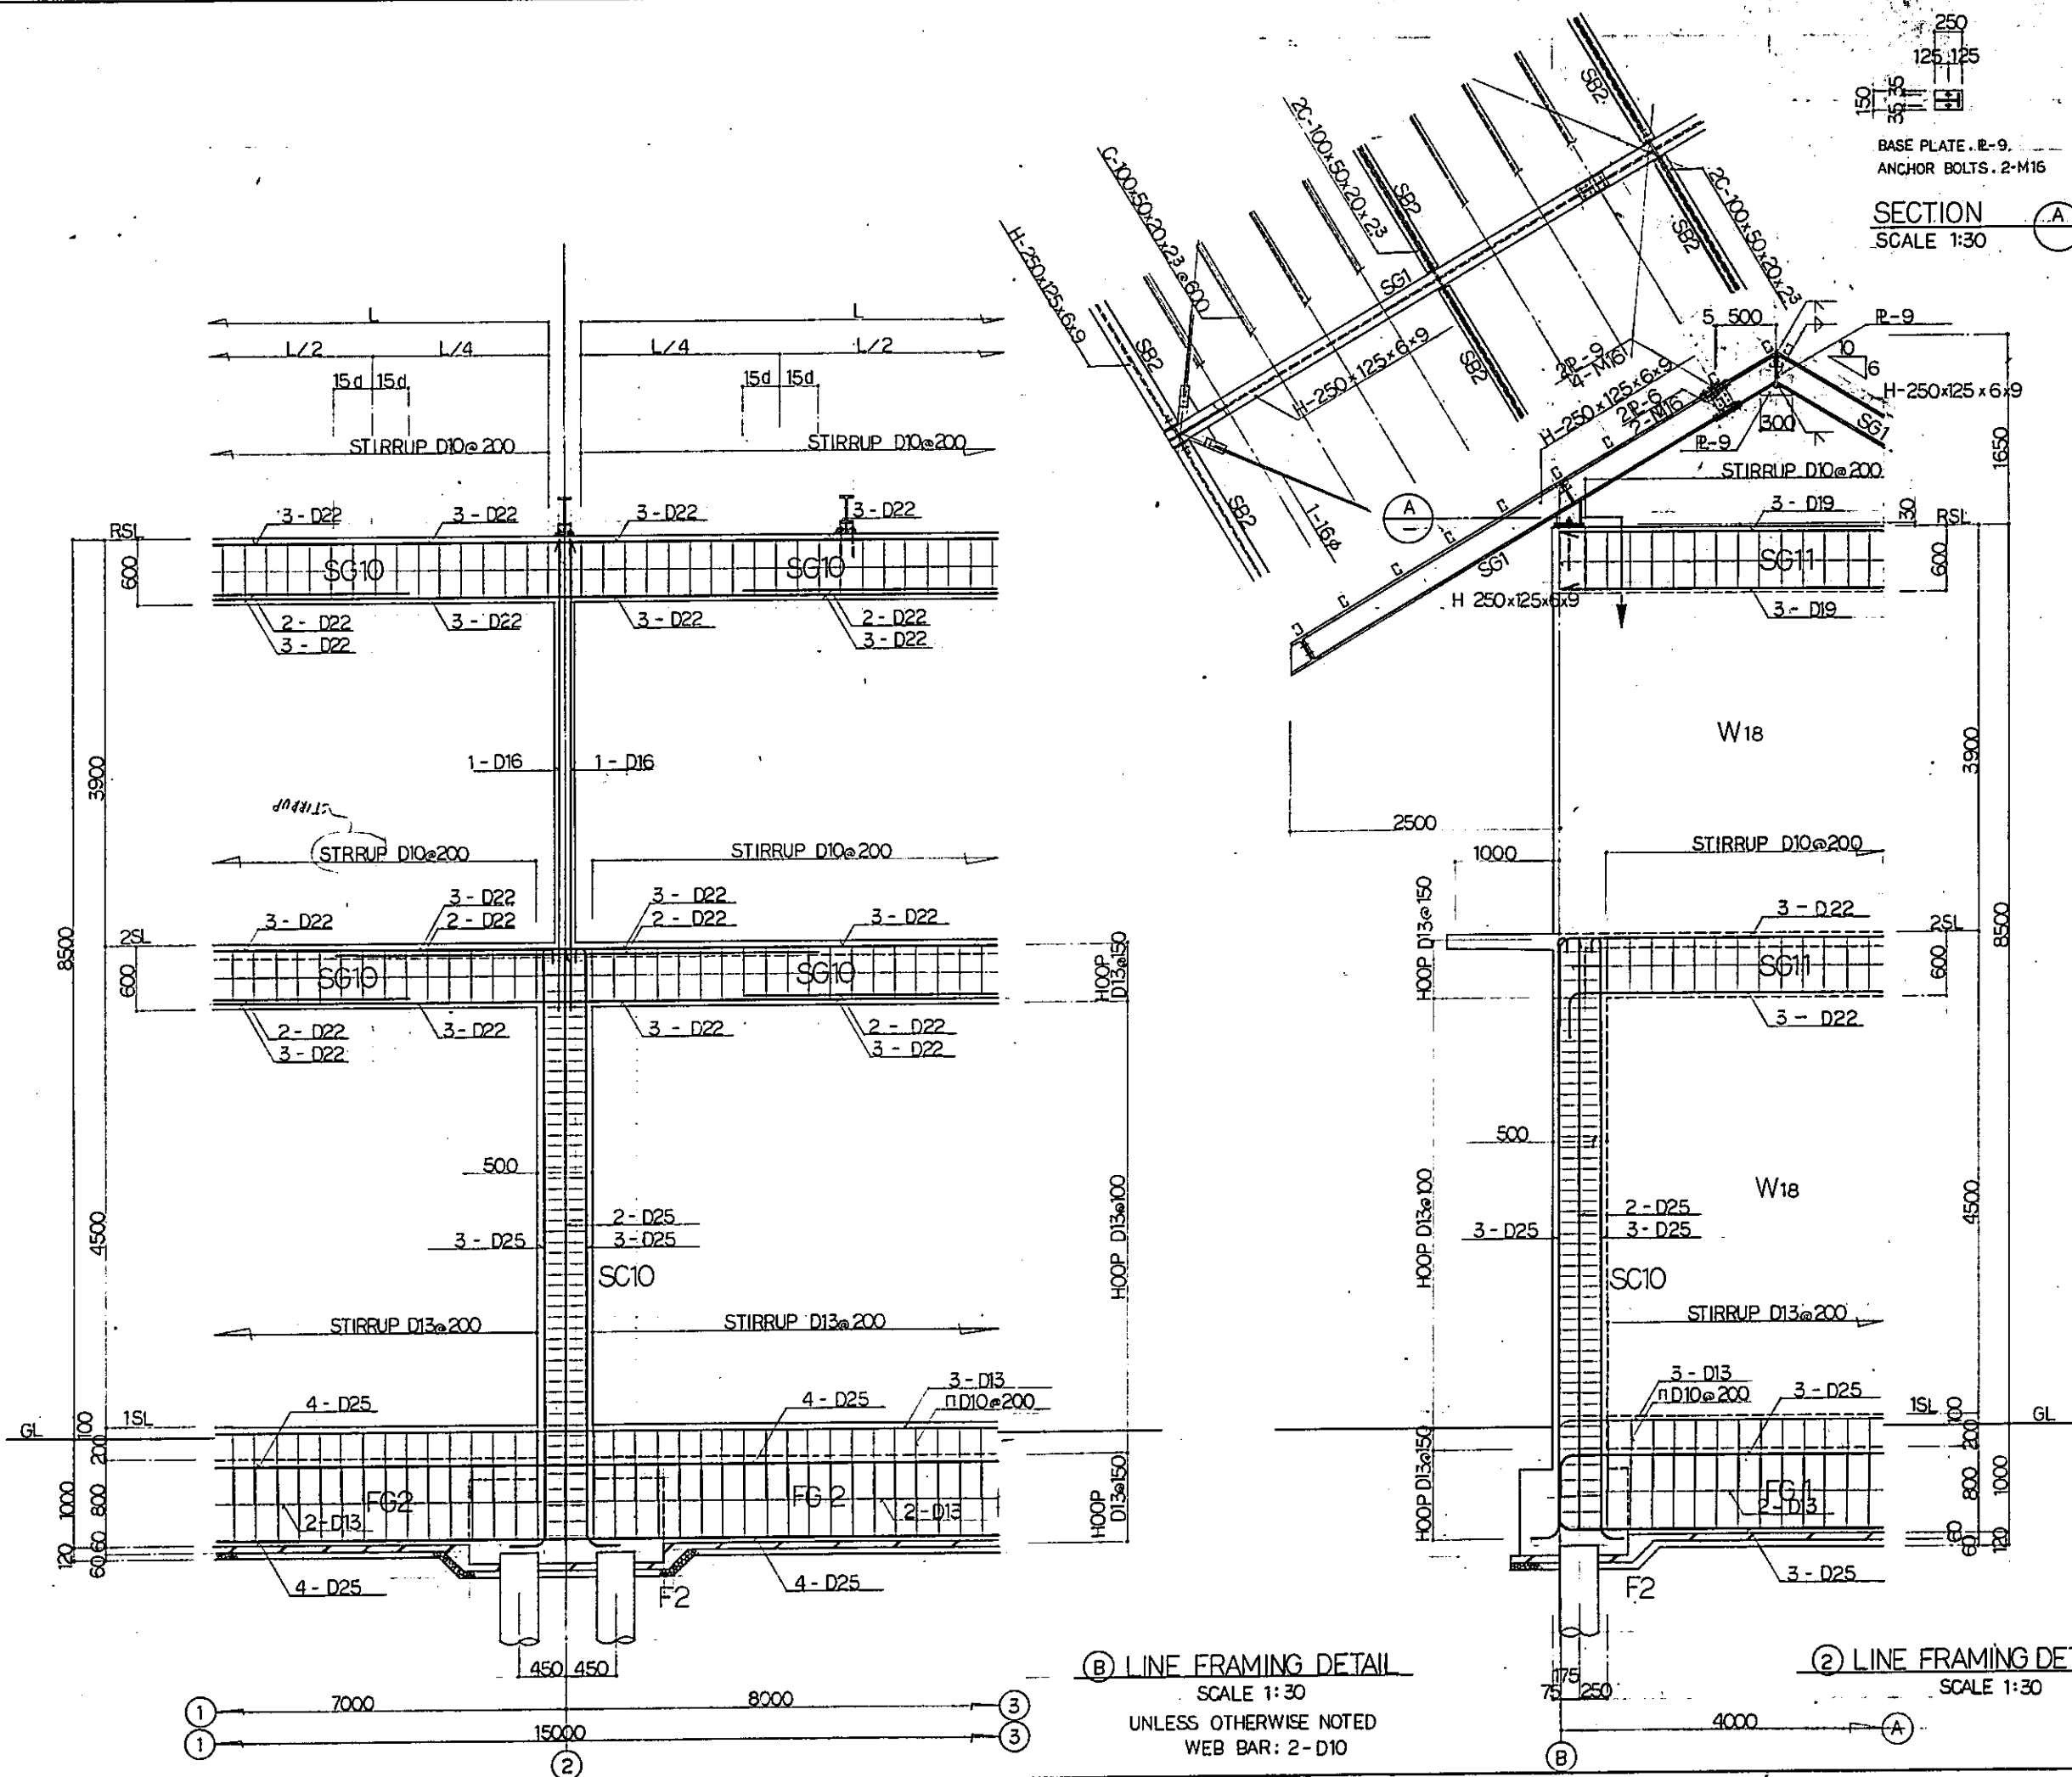 250
125 125
150
35 35
BASE PLATE. PL-9.
ANCHOR BOLTS. 2-M16
SECTION
A
SCALE 1:30
SB2
SB2
2C-100x50x20x23
SB2
2C-100x50x20x23
SB2
C-100x50x20x23@600
SG1
H-250x125x6x9
SB2
SB2
H-250x125x6x9
SB2
1-16φ
5 500
PL-9
10
6
H-250x125x6x9
SG1
300
PL-9
2PL-9
4-M16
H-250x125x6x9
2PL-6
2-M16
A
SG1
H 250x125x6x9
1650
L
L
L/2
L/4
L/4
L/2
15d 15d
15d 15d
STIRRUP D10@200
STIRRUP D10@200
STIRRUP D10@200
3-D22
3-D22
3-D22
3-D22
3-D19
30
RSL
RSL
600
SG10
SG10
SG11
600
2-D22
3-D22
3-D22
3-D22
2-D22
3-D22
3-D19
W18
3900
1-D16
1-D16
3900
2500
STIRRUP
STRRUP D10@200
STIRRUP D10@200
1000
STIRRUP D10@200
3-D22
3-D22
2-D22
3-D22
2-D22
3-D22
3-D22
2SL
2SL
8500
600
SG10
SG10
HOOP
D13@150
HOOP D13@150
SG11
600
8500
2-D22
3-D22
3-D22
3-D22
2-D22
3-D22
3-D22
500
500
W18
4500
2-D25
3-D25
3-D25
SC10
HOOP D13@100
HOOP D13@100
2-D25
3-D25
3-D25
SC10
4500
STIRRUP D13@200
STIRRUP D13@200
STIRRUP D13@200
4-D25
4-D25
3-D13
⊓D10@200
3-D13
⊓D10@200
3-D25
GL
1SL
1SL
GL
100
200
1000
800
60
120
60
FG2
FG2
2-D13
2-D13
HOOP
D13@150
HOOP D13@150
FG1
2-D13
100
200
800
1000
60
60
120
4-D25
4-D25
3-D25
F2
F2
450 450
175
75 250
B LINE FRAMING DETAIL
SCALE 1:30
UNLESS OTHERWISE NOTED
WEB BAR: 2-D10
2 LINE FRAMING DET
SCALE 1:30
1
7000
8000
3
1
15000
3
2
4000
A
B